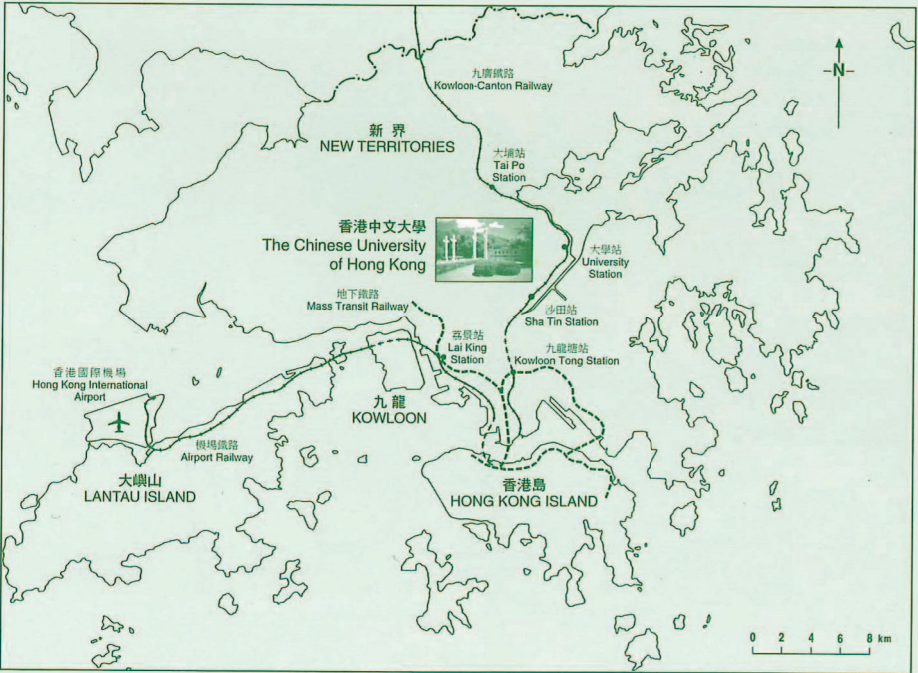 九廣鐵路
Kowloon-Canton Railway
N
新界
NEW TERRITORIES
大埔站
Tai Po
Station
香港中文大學
The Chinese University
of Hong Kong
大學站
University
Station
地下鐵路
Mass Transit Railway
沙田站
Sha Tin Station
荔景站
Lai King
Station
九龍塘站
Kowloon Tong Station
香港國際機場
Hong Kong International
Airport
九龍
KOWLOON
機場鐵路
Airport Railway
大嶼山
LANTAU ISLAND
香港島
HONG KONG ISLAND
0 2 4 6 8 km